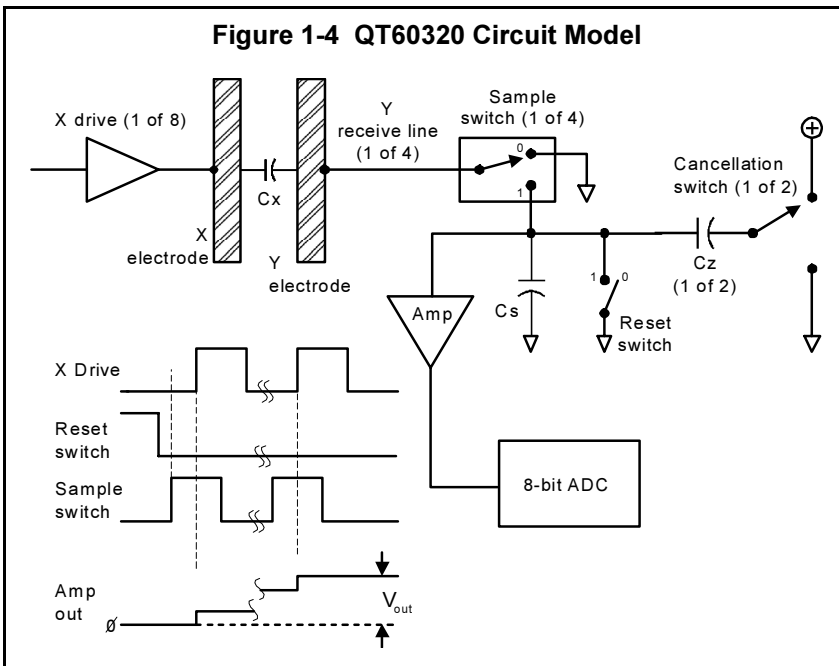 Figure 1-4 QT60320 Circuit Model
X drive (1 of 8)
Y
receive line
(1 of 4)
Sample
switch (1 of 4)
0
1
Cancellation
switch (1 of 2)
Cx
X
electrode
Y
electrode
Amp
Cs
1
0
Reset
switch
Cz
(1 of 2)
X Drive
Reset
switch
Sample
switch
8-bit ADC
Amp
out
Ø
Vout